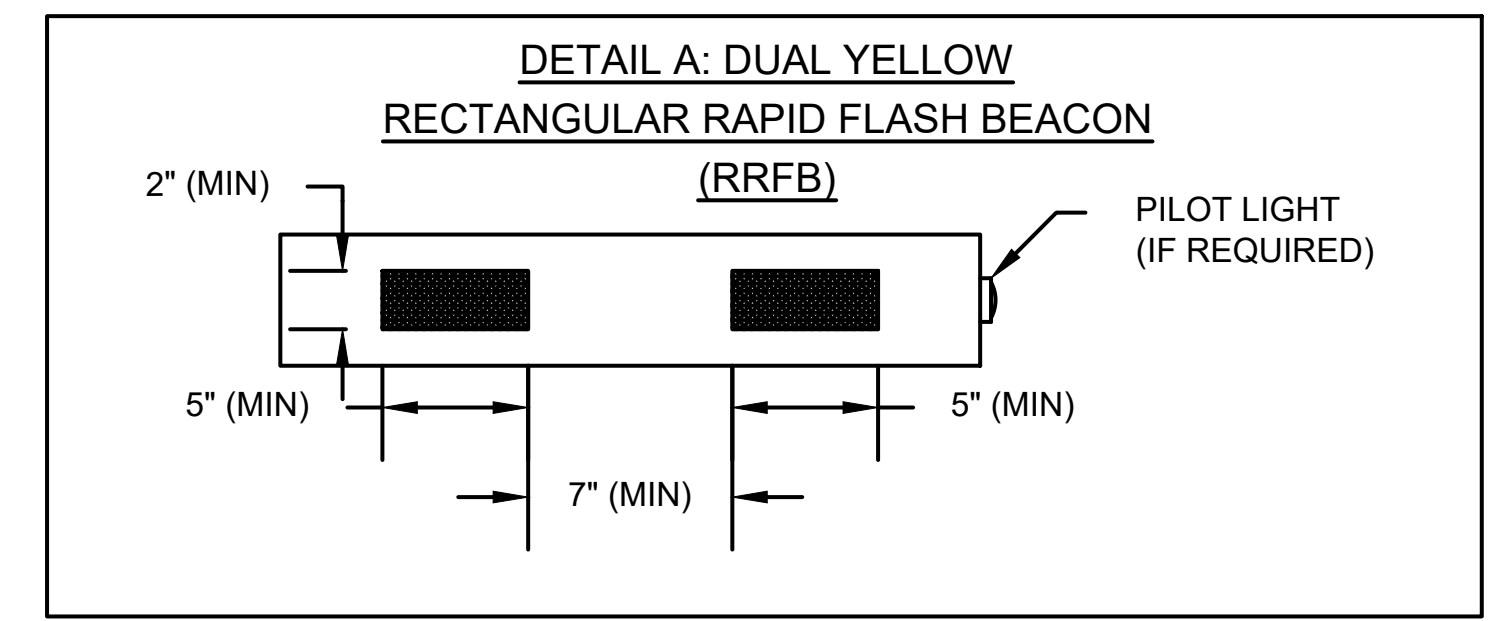 DETAIL A: DUAL YELLOW
RECTANGULAR RAPID FLASH BEACON
(RRFB)
2" (MIN)
PILOT LIGHT
(IF REQUIRED)
5" (MIN)
5" (MIN)
7" (MIN)